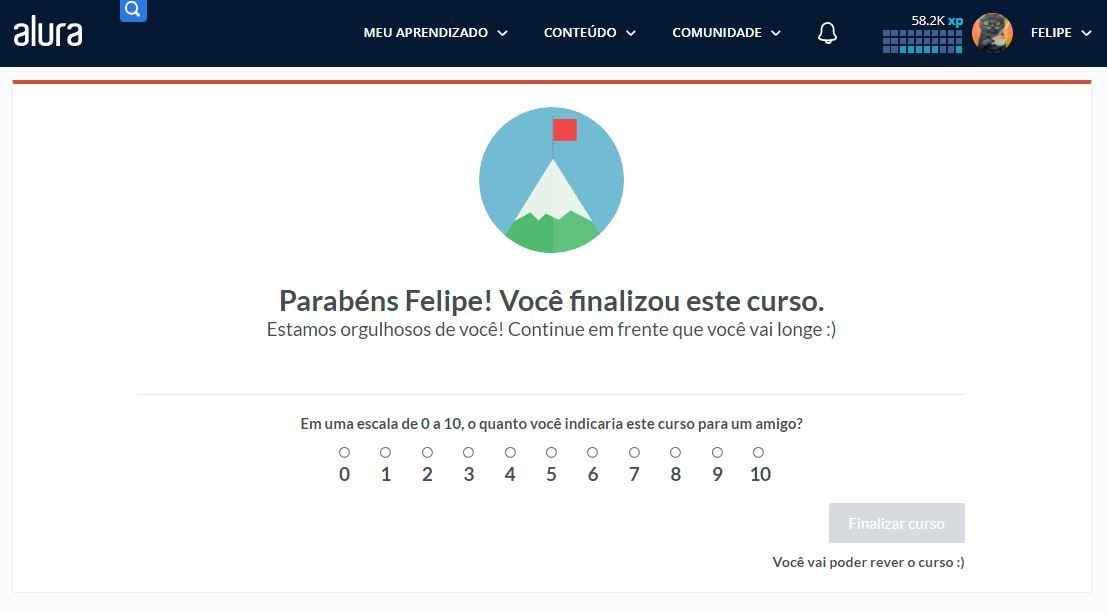 alura
MEU APRENDIZADO
CONTEÚDO
COMUNIDADE
58.2K xp
FELIPE
Parabéns Felipe! Você finalizou este curso.
Estamos orgulhosos de você! Continue em frente que você vai longe :)
Em uma escala de 0 a 10, o quanto você indicaria este curso para um amigo?
0 1 2 3 4 5 6 7 8 9 10
Finalizar curso
Você vai poder rever o curso :)